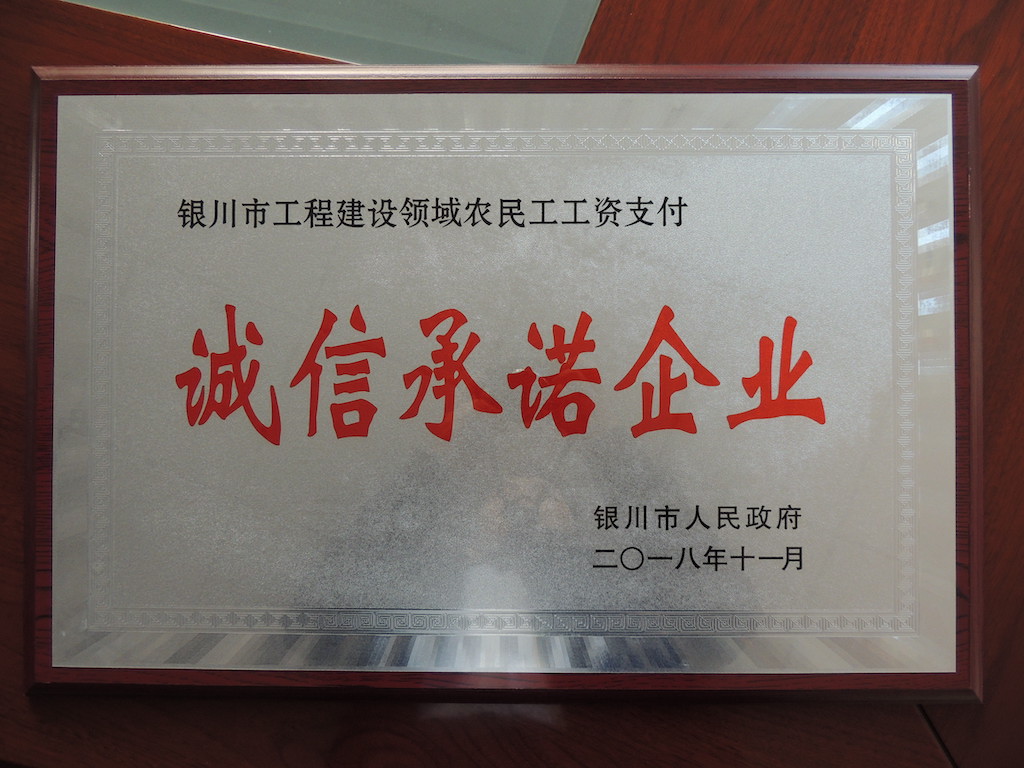 银川市工程建设领域农民工工资支付
诚信承诺企业
银川市人民政府
二〇一八年十一月